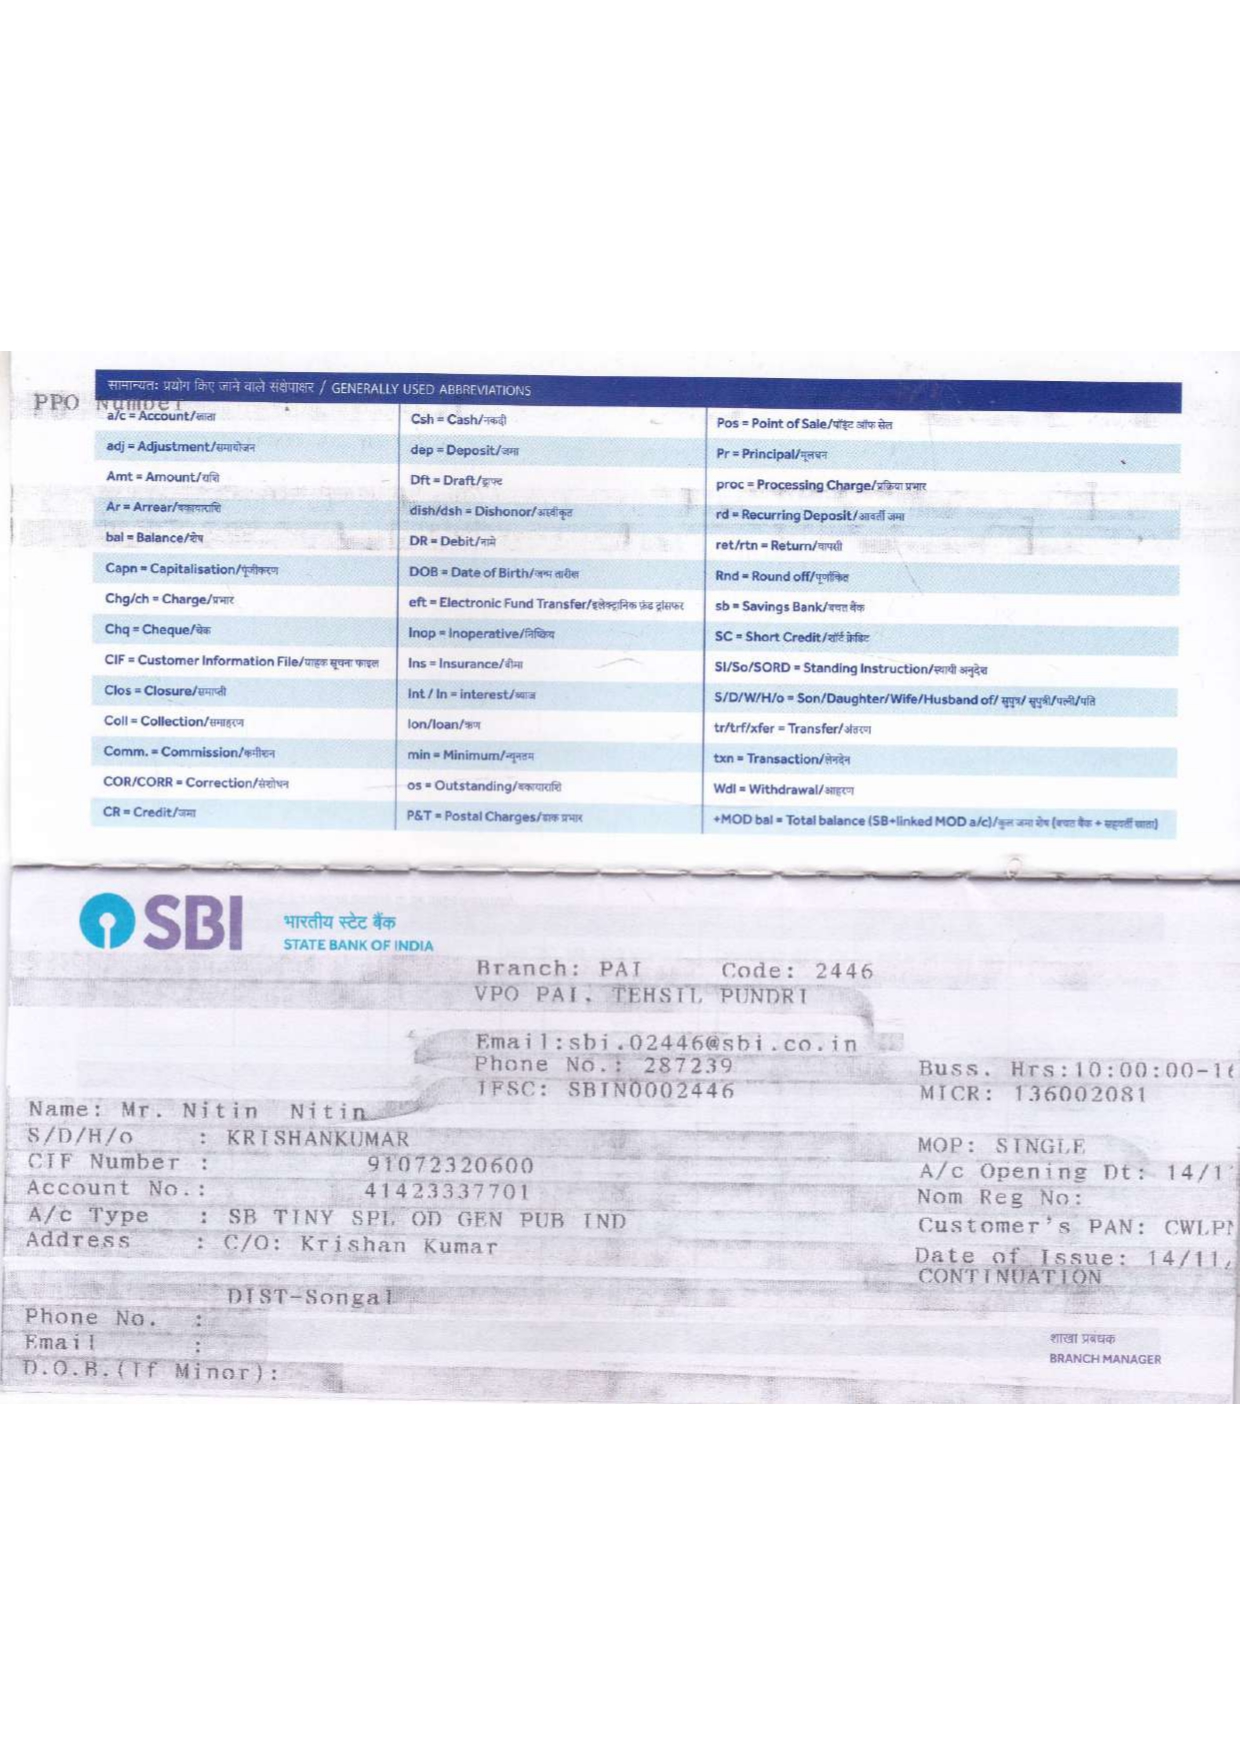 सामान्यतः प्रयोग किए जाने वाले संक्षेपाक्षर / GENERALLY USED ABBREVIATIONS
PPO Number
a/c = Account/खाता
adj = Adjustment/समायोजन
Amt = Amount/राशि
Ar = Arrear/बकायाराशि
bal = Balance/शेष
Capn = Capitalisation/पूंजीकरण
Chg/ch = Charge/प्रभार
Chq = Cheque/चेक
CIF = Customer Information File/ग्राहक सूचना फाइल
Clos = Closure/समाप्ती
Coll = Collection/समाहरण
Comm. = Commission/कमीशन
COR/CORR = Correction/संशोधन
CR = Credit/जमा
Csh = Cash/नकदी
dep = Deposit/जमा
Dft = Draft/ड्राफ्ट
dish/dsh = Dishonor/अस्वीकृत
DR = Debit/नामे
DOB = Date of Birth/जन्म तारीख
eft = Electronic Fund Transfer/इलेक्ट्रानिक फ़ंड ट्रांसफर
Inop = Inoperative/निष्क्रिय
Ins = Insurance/बीमा
Int / In = interest/ब्याज
lon/loan/ऋण
min = Minimum/न्यूनतम
os = Outstanding/बकायाराशि
P&T = Postal Charges/डाक प्रभार
Pos = Point of Sale/पॉइंट ऑफ सेल
Pr = Principal/मूलधन
proc = Processing Charge/प्रक्रिया प्रभार
rd = Recurring Deposit/आवर्ती जमा
ret/rtn = Return/वापसी
Rnd = Round off/पूर्णांकित
sb = Savings Bank/बचत बैंक
SC = Short Credit/शॉर्ट क्रेडिट
SI/So/SORD = Standing Instruction/स्थायी अनुदेश
S/D/W/H/o = Son/Daughter/Wife/Husband of/ सुपुत्र/ सुपुत्री/पत्नी/पति
tr/trf/xfer = Transfer/अंतरण
txn = Transaction/लेनदेन
Wdl = Withdrawal/आहरण
+MOD bal = Total balance (SB+linked MOD a/c)/कुल जमा शेष (बचत बैंक + सहवर्ती खाता)
SBI
भारतीय स्टेट बैंक
STATE BANK OF INDIA
Branch: PAI Code: 2446
VPO PAI, TEHSIL PUNDRI
Email:sbi.02446@sbi.co.in
Phone No.: 287239
Buss. Hrs:10:00:00-16
IFSC: SBIN0002446
MICR: 136002081
Name: Mr. Nitin Nitin
S/D/H/o : KRISHANKUMAR
MOP: SINGLE
CIF Number : 91072320600
A/c Opening Dt: 14/1
Account No.: 41423337701
Nom Reg No:
A/c Type : SB TINY SPL OD GEN PUB IND
Customer's PAN: CWLP
Address : C/O: Krishan Kumar
Date of Issue: 14/11/
CONTINUATION
DIST-Songal
Phone No. :
Email :
D.O.B.(If Minor):
शाखा प्रबंधक
BRANCH MANAGER